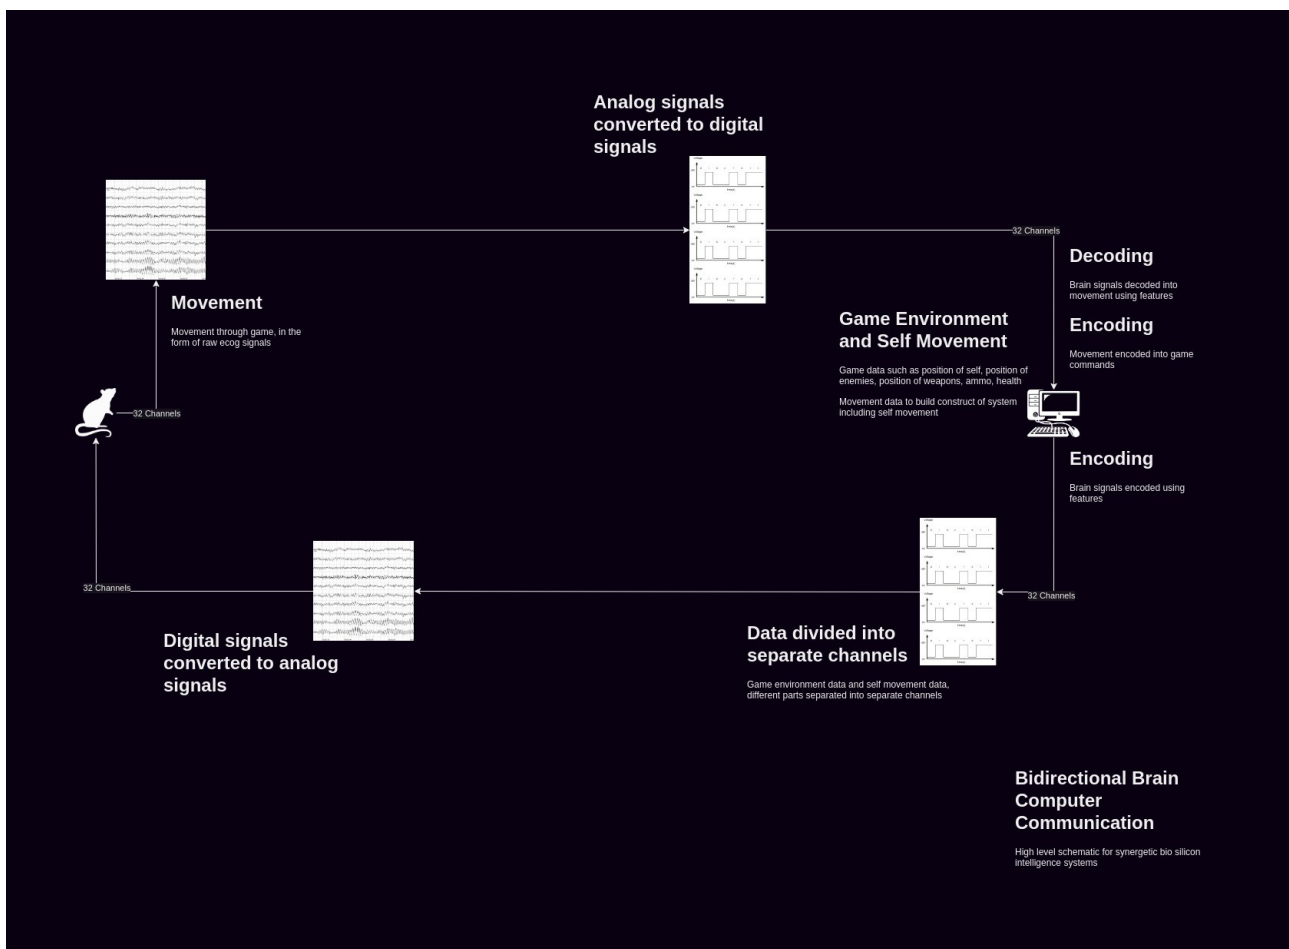 Analog signals
converted to digital
signals
32 Channels
Decoding
Brain signals decoded into
movement using features
Encoding
Movement encoded into game
commands
Movement
Movement through game, in the
form of raw ecog signals
Game Environment
and Self Movement
Game data such as position of self, position of
enemies, position of weapons, ammo, health
Movement data to build construct of system
including self movement
32 Channels
Encoding
Brain signals encoded using
features
32 Channels
32 Channels
Digital signals
converted to analog
signals
Data divided into
separate channels
Game environment data and self movement data,
different parts separated into separate channels
Bidirectional Brain
Computer
Communication
High level schematic for synergetic bio silicon
intelligence systems